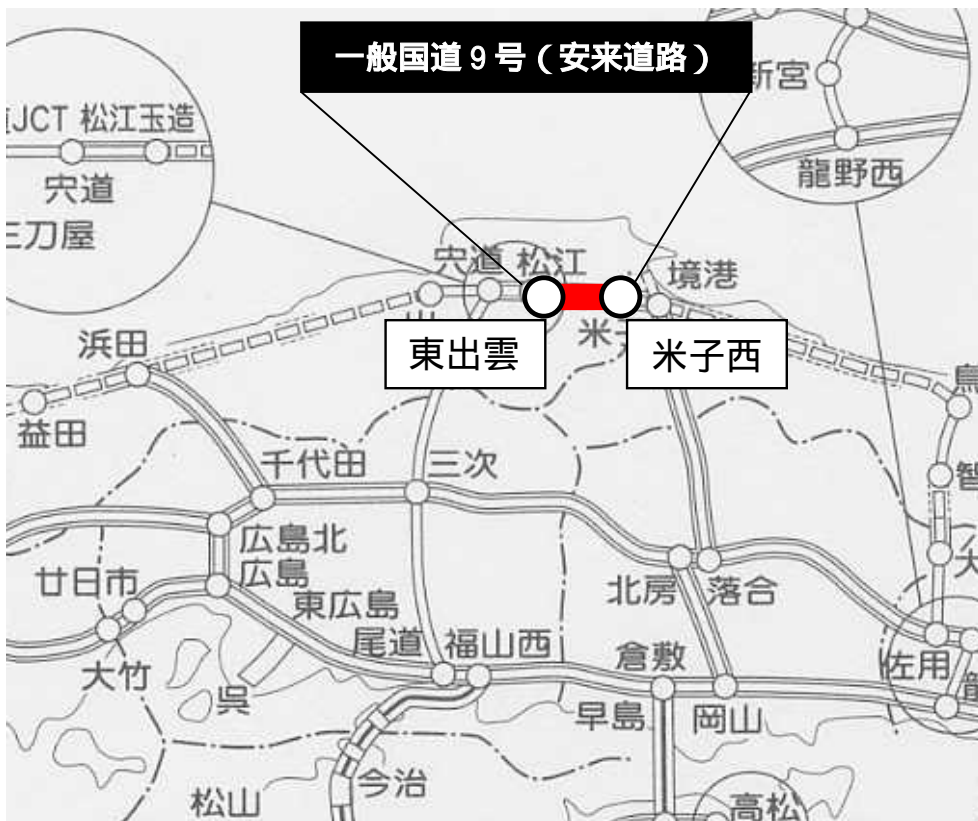 一般国道9号(安来道路)
JCT 松江玉造
宍道
三刀屋
新宮
龍野西
宍道 松江
境港
東出雲
米子西
浜田
益田
千代田
三次
広島北
広島
廿日市
東広島
尾道
福山西
北房
落合
倉敷
佐用
大竹
呉
早島
岡山
今治
松山
高松